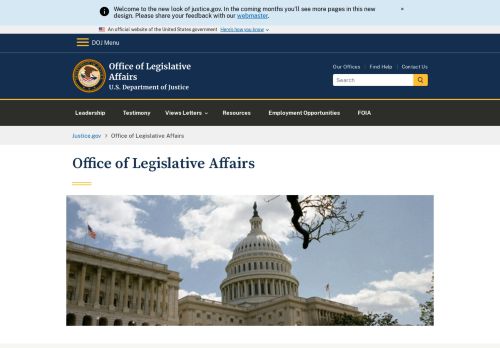 Welcome to the new look of justice.gov. In the coming months you'll see more pages in this new
design. Please share your feedback with our webmaster.
An official website of the United States government Here's how you know
DOJ Menu
Office of Legislative
Affairs
U.S. Department of Justice
Our Offices Find Help Contact Us
Search
Leadership Testimony Views Letters Resources Employment Opportunities FOIA
Justice.gov > Office of Legislative Affairs
Office of Legislative Affairs